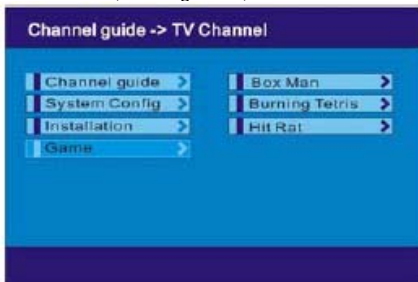 Channel guide -> TV Channel
Channel guide >
System Config >
Installation >
Game >
Box Man >
Burning Tetris >
Hit Rat >